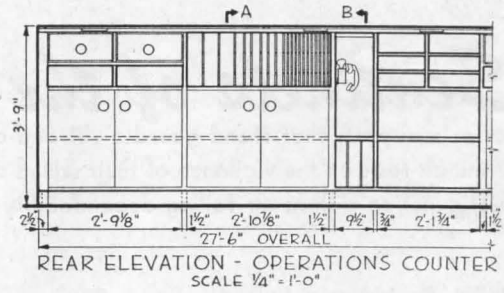 A B
3'-9"
2½" 2'-9⅛" 1½" 2'-10⅞" 1½" 9½" ¾" 2'-1¾" 1½
27'-6" OVERALL
REAR ELEVATION - OPERATIONS COUNTER
SCALE ¼" = 1'-0"